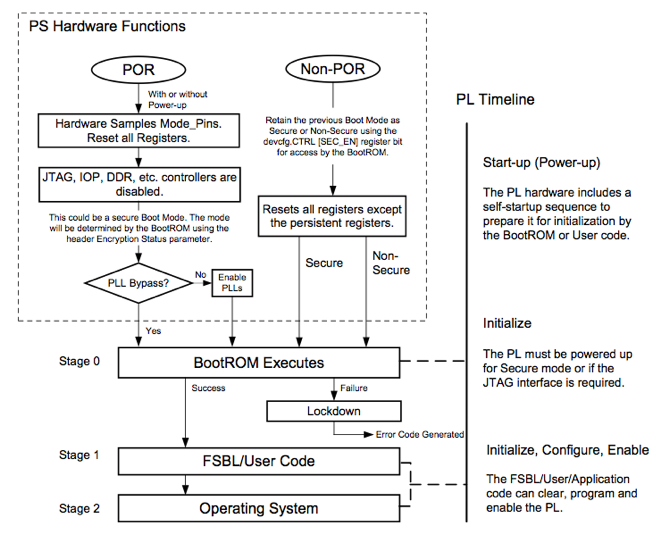 PS Hardware Functions
POR
With or without
Power-up
Hardware Samples Mode_Pins.
Reset all Registers.
JTAG, IOP, DDR, etc. controllers are
disabled.
This could be a secure Boot Mode. The mode
will be determined by the BootROM using the
header Encryption Status parameter.
PLL Bypass?
No
Enable
PLLs
Yes
Non-POR
Retain the previous Boot Mode as
Secure or Non-Secure using the
devcfg.CTRL [SEC_EN] register bit
for access by the BootROM.
Resets all registers except
the persistent registers.
Secure
Non-
Secure
Stage 0
BootROM Executes
Success
Failure
Lockdown
Error Code Generated
Stage 1
FSBL/User Code
Stage 2
Operating System
PL Timeline
Start-up (Power-up)
The PL hardware includes a
self-startup sequence to
prepare it for initialization by
the BootROM or User code.
Initialize
The PL must be powered up
for Secure mode or if the
JTAG interface is required.
Initialize, Configure, Enable
The FSBL/User/Application
code can clear, program and
enable the PL.